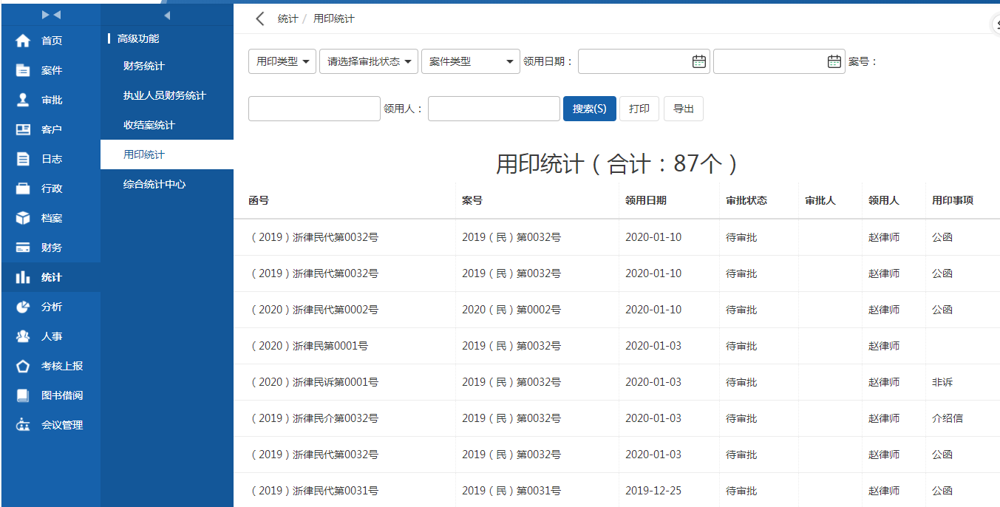 首页
案件
审批
客户
日志
行政
档案
财务
统计
分析
人事
考核上报
图书借阅
会议管理
高级功能
财务统计
执业人员财务统计
收结案统计
用印统计
综合统计中心
统计 / 用印统计
用印类型 请选择审批状态 案件类型 领用日期： 案号：
领用人： 搜索(S) 打印 导出
用印统计（合计：87个）
函号 案号 领用日期 审批状态 审批人 领用人 用印事项
（2019）浙律民代第0032号 2019（民）第0032号 2020-01-10 待审批 赵律师 公函
（2019）浙律民代第0032号 2019（民）第0032号 2020-01-10 待审批 赵律师 公函
（2020）浙律民代第0002号 2020（民）第0002号 2020-01-10 待审批 赵律师 公函
（2020）浙律民第0001号 2019（民）第0032号 2020-01-03 待审批 赵律师
（2020）浙律民诉第0001号 2019（民）第0032号 2020-01-03 待审批 赵律师 非诉
（2019）浙律民介第0032号 2019（民）第0032号 2020-01-03 待审批 赵律师 介绍信
（2019）浙律民代第0032号 2019（民）第0032号 2020-01-03 待审批 赵律师 公函
（2019）浙律民代第0031号 2019（民）第0031号 2019-12-25 待审批 赵律师 公函